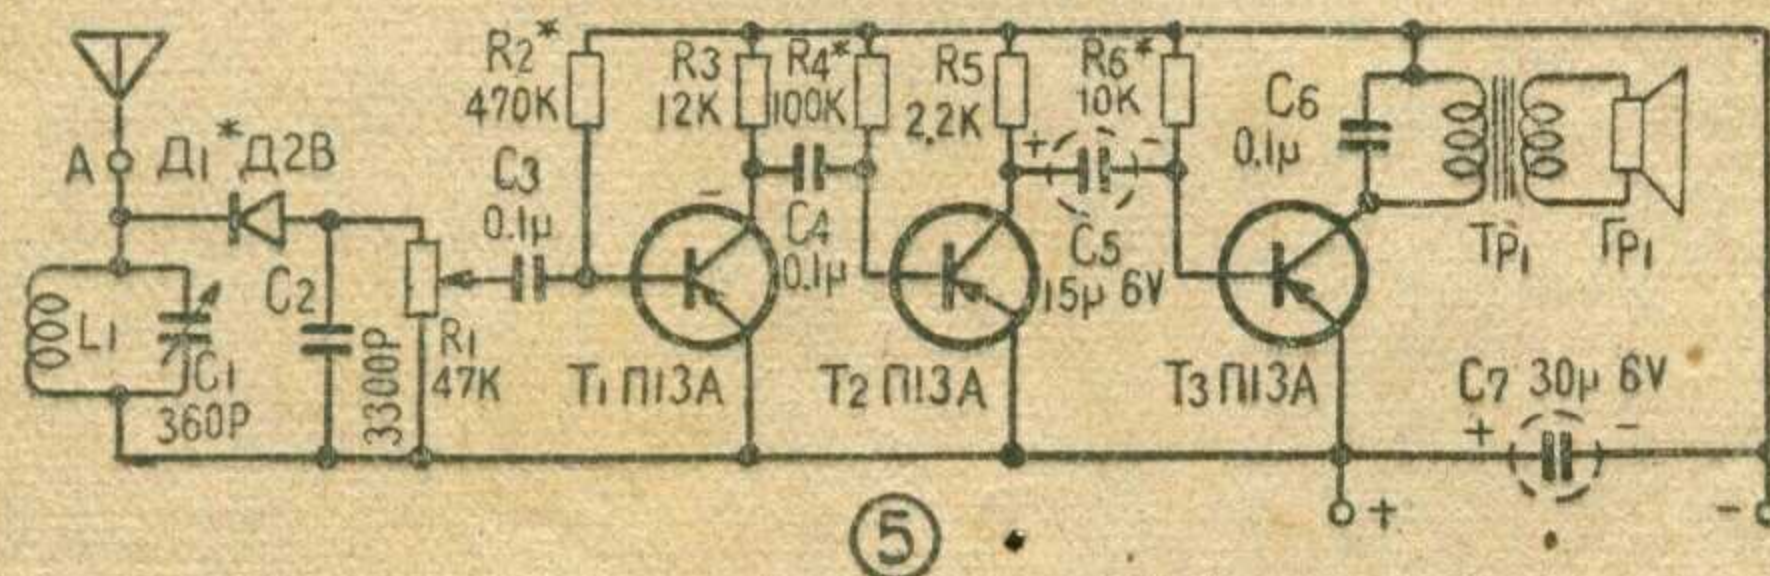 A
Д1* Д2В
L1
C1
360P
C2
3300P
R1
47K
C3
0.1µ
R2*
470K
R3
12K
-
T1 П13А
R4*
100K
C4
0.1µ
R5
2,2K
T2 П13А
R6*
10K
+ -
C5
15µ 6V
T3 П13А
C6
0.1µ
Тр1
Гр1
C7 30µ 6V
+ -
+
-
5